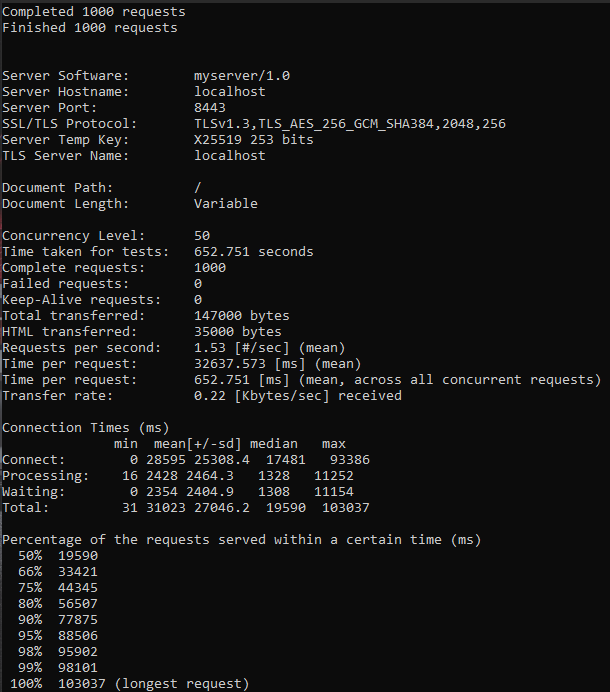 Completed 1000 requests
Finished 1000 requests
Server Software: myserver/1.0
Server Hostname: localhost
Server Port: 8443
SSL/TLS Protocol: TLSv1.3,TLS_AES_256_GCM_SHA384,2048,256
Server Temp Key: X25519 253 bits
TLS Server Name: localhost
Document Path: /
Document Length: Variable
Concurrency Level: 50
Time taken for tests: 652.751 seconds
Complete requests: 1000
Failed requests: 0
Keep-Alive requests: 0
Total transferred: 147000 bytes
HTML transferred: 35000 bytes
Requests per second: 1.53 [#/sec] (mean)
Time per request: 32637.573 [ms] (mean)
Time per request: 652.751 [ms] (mean, across all concurrent requests)
Transfer rate: 0.22 [Kbytes/sec] received
Connection Times (ms)
min mean[+/-sd] median max
Connect: 0 28595 25308.4 17481 93386
Processing: 16 2428 2464.3 1328 11252
Waiting: 0 2354 2404.9 1308 11154
Total: 31 31023 27046.2 19590 103037
Percentage of the requests served within a certain time (ms)
50% 19590
66% 33421
75% 44345
80% 56507
90% 77875
95% 88506
98% 95902
99% 98101
100% 103037 (longest request)